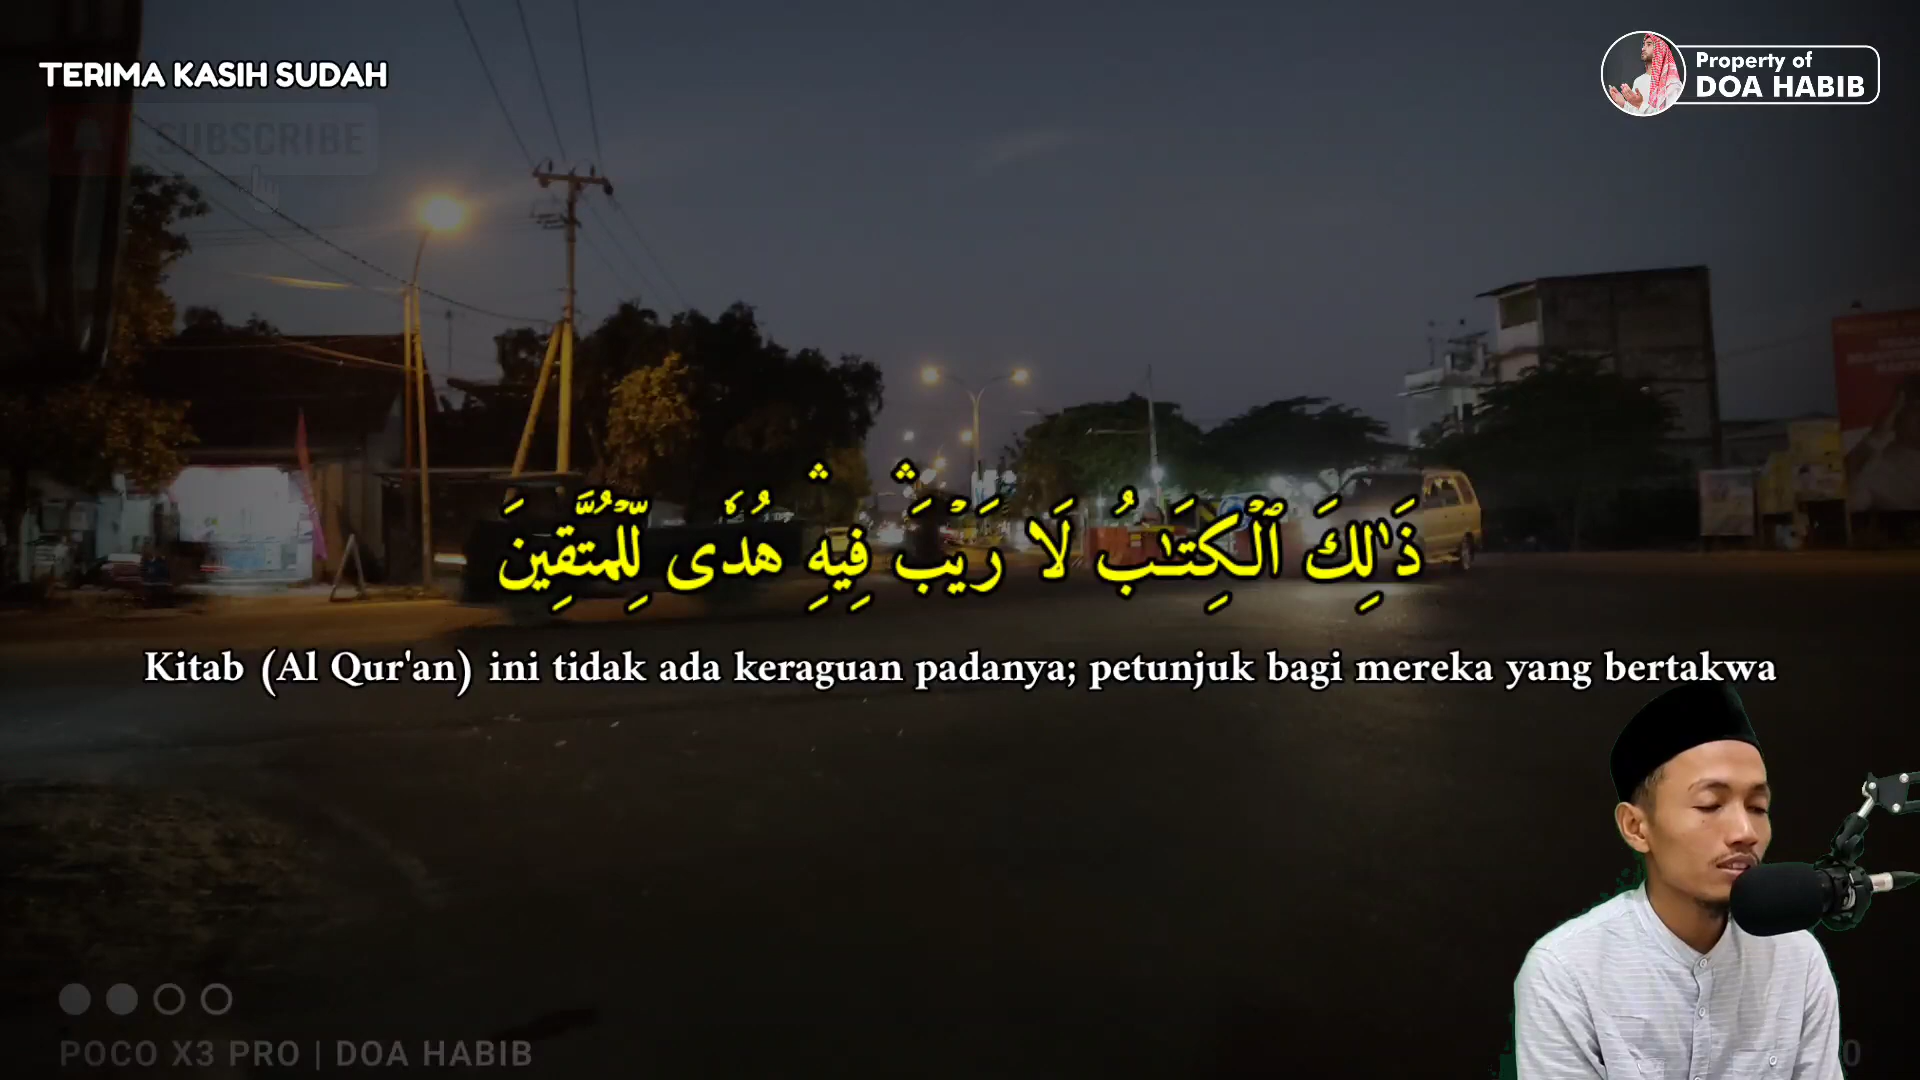 TERIMA KASIH SUDAH
SUBSCRIBE
Property of
DOA HABIB
ذَٰلِكَ ٱلْكِتَـٰبُ لَا رَيْبَ ۛ فِيهِ ۛ هُدًى لِّلْمُتَّقِينَ
Kitab (Al Qur'an) ini tidak ada keraguan padanya; petunjuk bagi mereka yang bertakwa
POCO X3 PRO | DOA HABIB